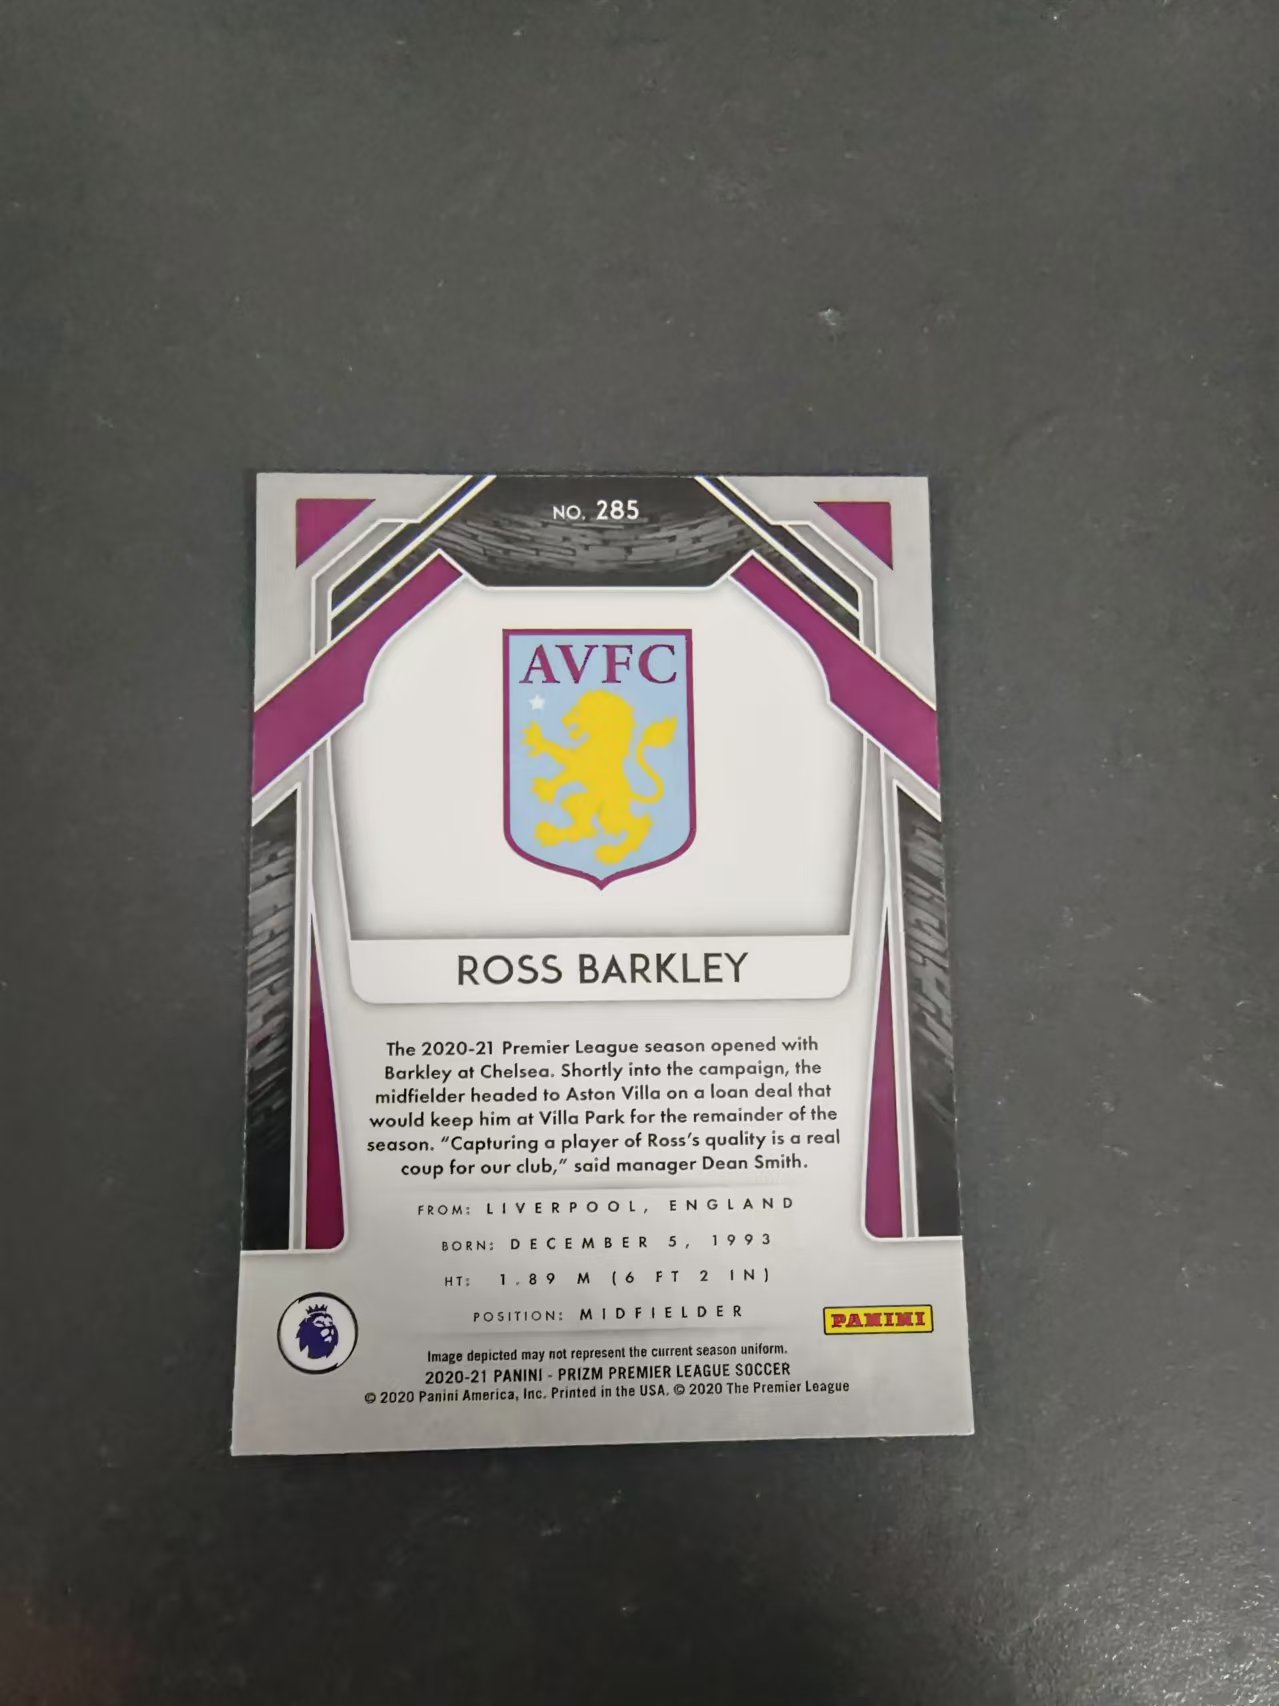 NO. 285
AVFC
ROSS BARKLEY
The 2020-21 Premier League season opened with
Barkley at Chelsea. Shortly into the campaign, the
midfielder headed to Aston Villa on a loan deal that
would keep him at Villa Park for the remainder of the
season. “Capturing a player of Ross’s quality is a real
coup for our club,” said manager Dean Smith.
FROM: LIVERPOOL, ENGLAND
BORN: DECEMBER 5, 1993
HT: 1.89 M (6 FT 2 IN)
POSITION: MIDFIELDER
PANINI
Image depicted may not represent the current season uniform.
2020-21 PANINI - PRIZM PREMIER LEAGUE SOCCER
© 2020 Panini America, Inc. Printed in the USA. © 2020 The Premier League